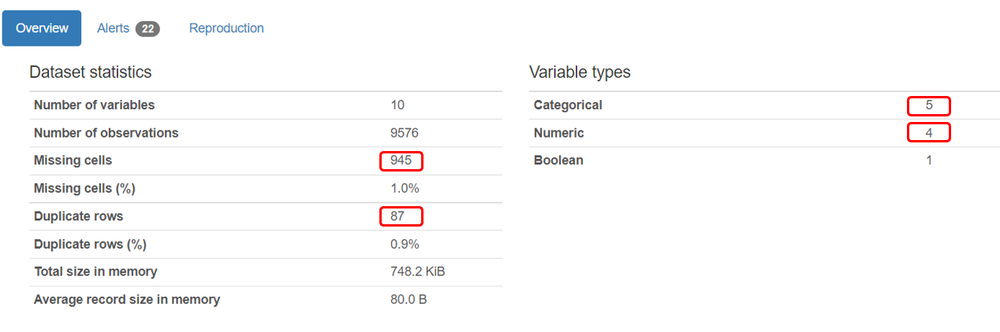 Overview Alerts 22 Reproduction
Dataset statistics
Number of variables 10
Number of observations 9576
Missing cells 945
Missing cells (%) 1.0%
Duplicate rows 87
Duplicate rows (%) 0.9%
Total size in memory 748.2 KiB
Average record size in memory 80.0 B
Variable types
Categorical 5
Numeric 4
Boolean 1